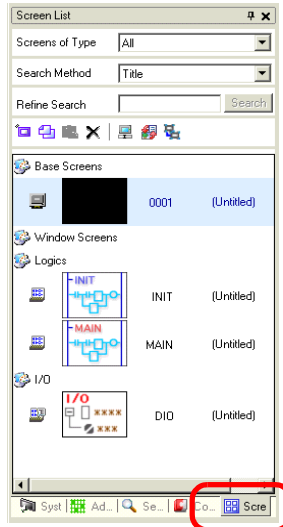 Screen List
Screens of Type All
Search Method Title
Refine Search Search
Base Screens
0001 (Untitled)
Window Screens
Logics
INIT INIT (Untitled)
MAIN MAIN (Untitled)
I/O
I/O **** *** DIO (Untitled)
Syst Ad... Se... Co... Scre